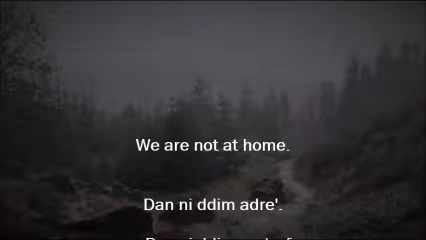 We are not at home.
Dan ni ddim adre'.